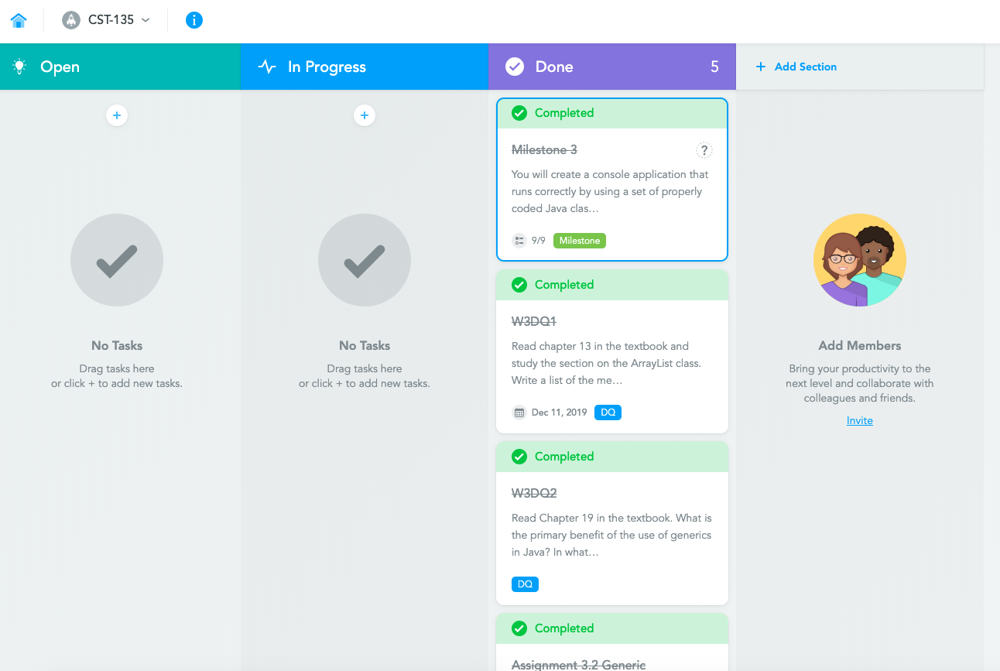 CST-135
i
Open
In Progress
Done
5
+ Add Section
+
+
Completed
Milestone 3
?
You will create a console application that
runs correctly by using a set of properly
coded Java clas…
9/9
Milestone
Completed
W3DQ1
Read chapter 13 in the textbook and
study the section on the ArrayList class.
Write a list of the me…
Dec 11, 2019
DQ
Completed
W3DQ2
Read Chapter 19 in the textbook. What is
the primary benefit of the use of generics
in Java? In what…
DQ
Completed
Assignment 3.2 Generic
No Tasks
Drag tasks here
or click + to add new tasks.
No Tasks
Drag tasks here
or click + to add new tasks.
Add Members
Bring your productivity to the
next level and collaborate with
colleagues and friends.
Invite